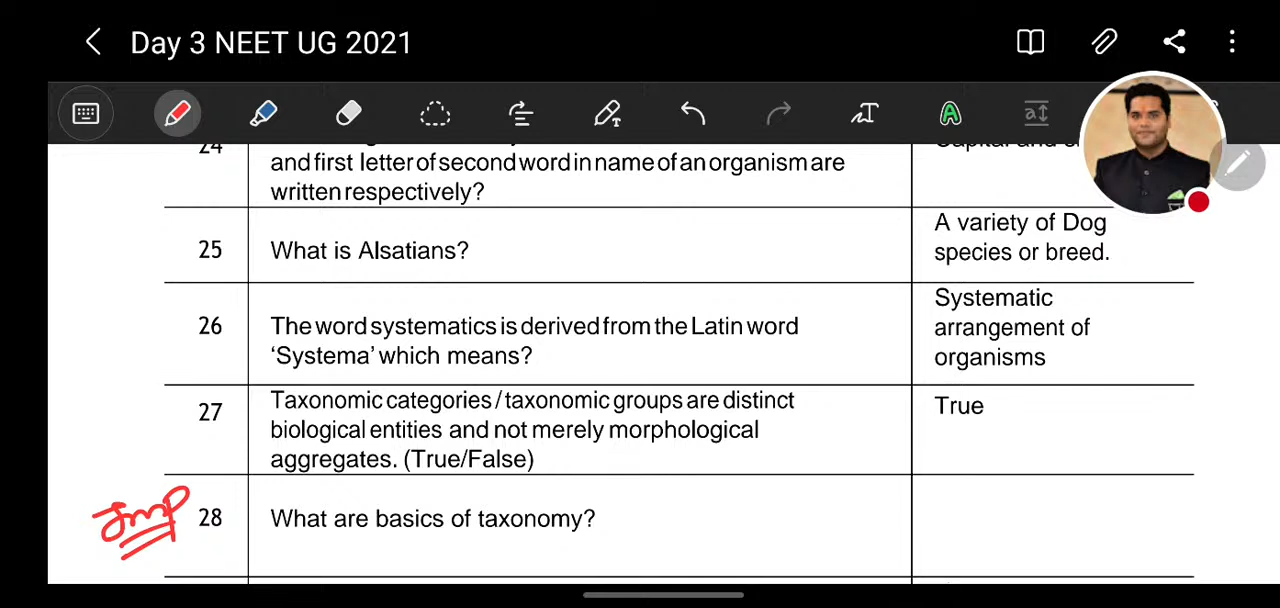 Day 3 NEET UG 2021
24
and first letter of second word in name of an organism are
written respectively?
25
What is Alsatians?
A variety of Dog
species or breed.
26
The word systematics is derived from the Latin word
‘Systema’ which means?
Systematic
arrangement of
organisms
27
Taxonomic categories / taxonomic groups are distinct
biological entities and not merely morphological
aggregates. (True/False)
True
Imp
28
What are basics of taxonomy?